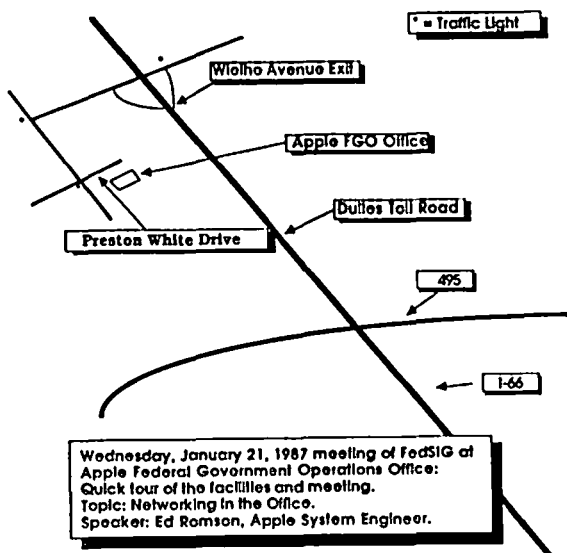 * = Traffic Light
Wiolho Avenue Exit
Apple FGO Office
Dulles Toll Road
Preston White Drive
495
I-66
Wednesday, January 21, 1987 meeting of FedSIG at
Apple Federal Government Operations Office:
Quick tour of the facilities and meeting.
Topic: Networking in the Office.
Speaker: Ed Romson, Apple System Engineer.